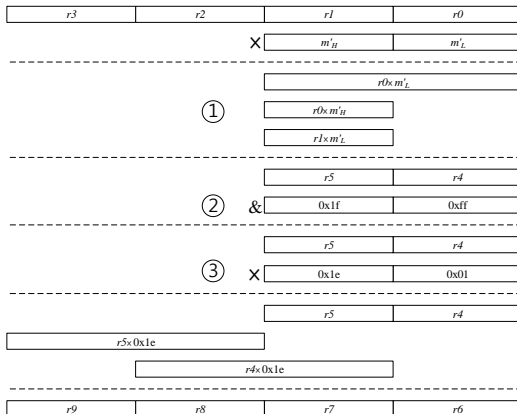 r3 r2 r1 r0
× m'H m'L
r0×m'L
① r0×m'H
r1×m'L
r5 r4
② & 0x1f 0xff
r5 r4
③ × 0x1e 0x01
r5 r4
r5×0x1e
r4×0x1e
r9 r8 r7 r6